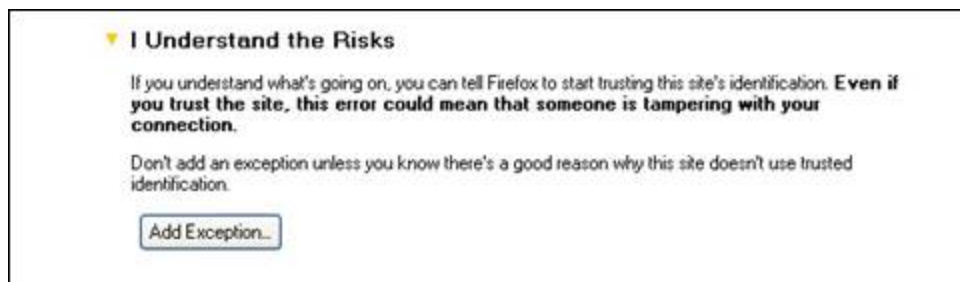 I Understand the Risks
If you understand what's going on, you can tell Firefox to start trusting this site's identification. Even if
you trust the site, this error could mean that someone is tampering with your
connection.
Don't add an exception unless you know there's a good reason why this site doesn't use trusted
identification.
Add Exception...